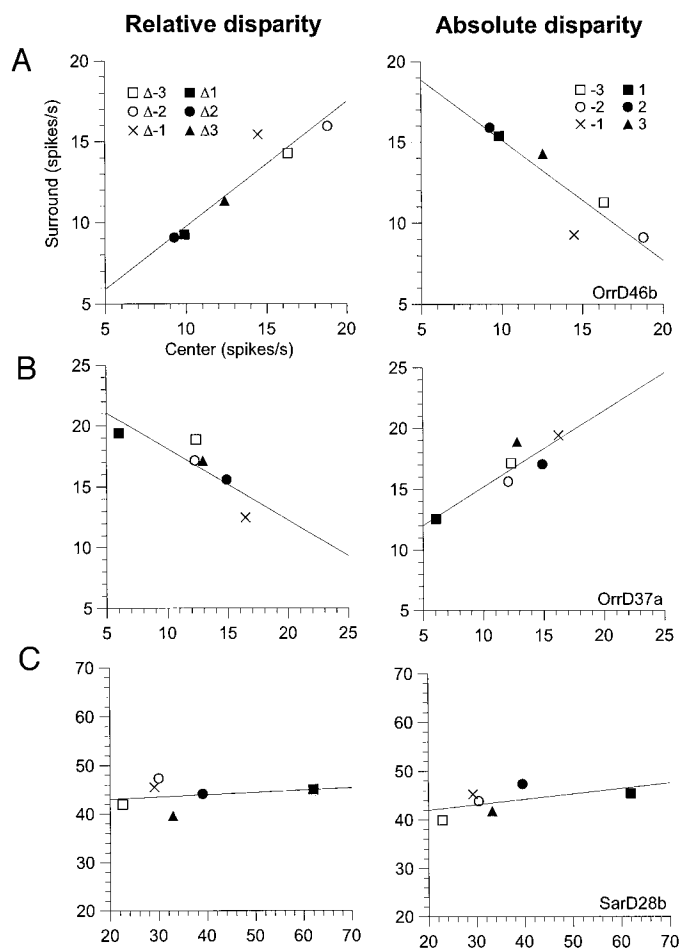 Relative disparity
Absolute disparity
A
Surround (spikes/s)
20
15
10
5
□ Δ-3 ■ Δ1
○ Δ-2 ● Δ2
× Δ-1 ▲ Δ3
5 10 15 20
Center (spikes/s)
20
15
10
5
□ -3 ■ 1
○ -2 ● 2
× -1 ▲ 3
OrrD46b
5 10 15 20
B
25
20
15
10
5
5 10 15 20 25
25
20
15
10
5
OrrD37a
5 10 15 20 25
C
70
60
50
40
30
20
20 30 40 50 60 70
70
60
50
40
30
20
SarD28b
20 30 40 50 60 70